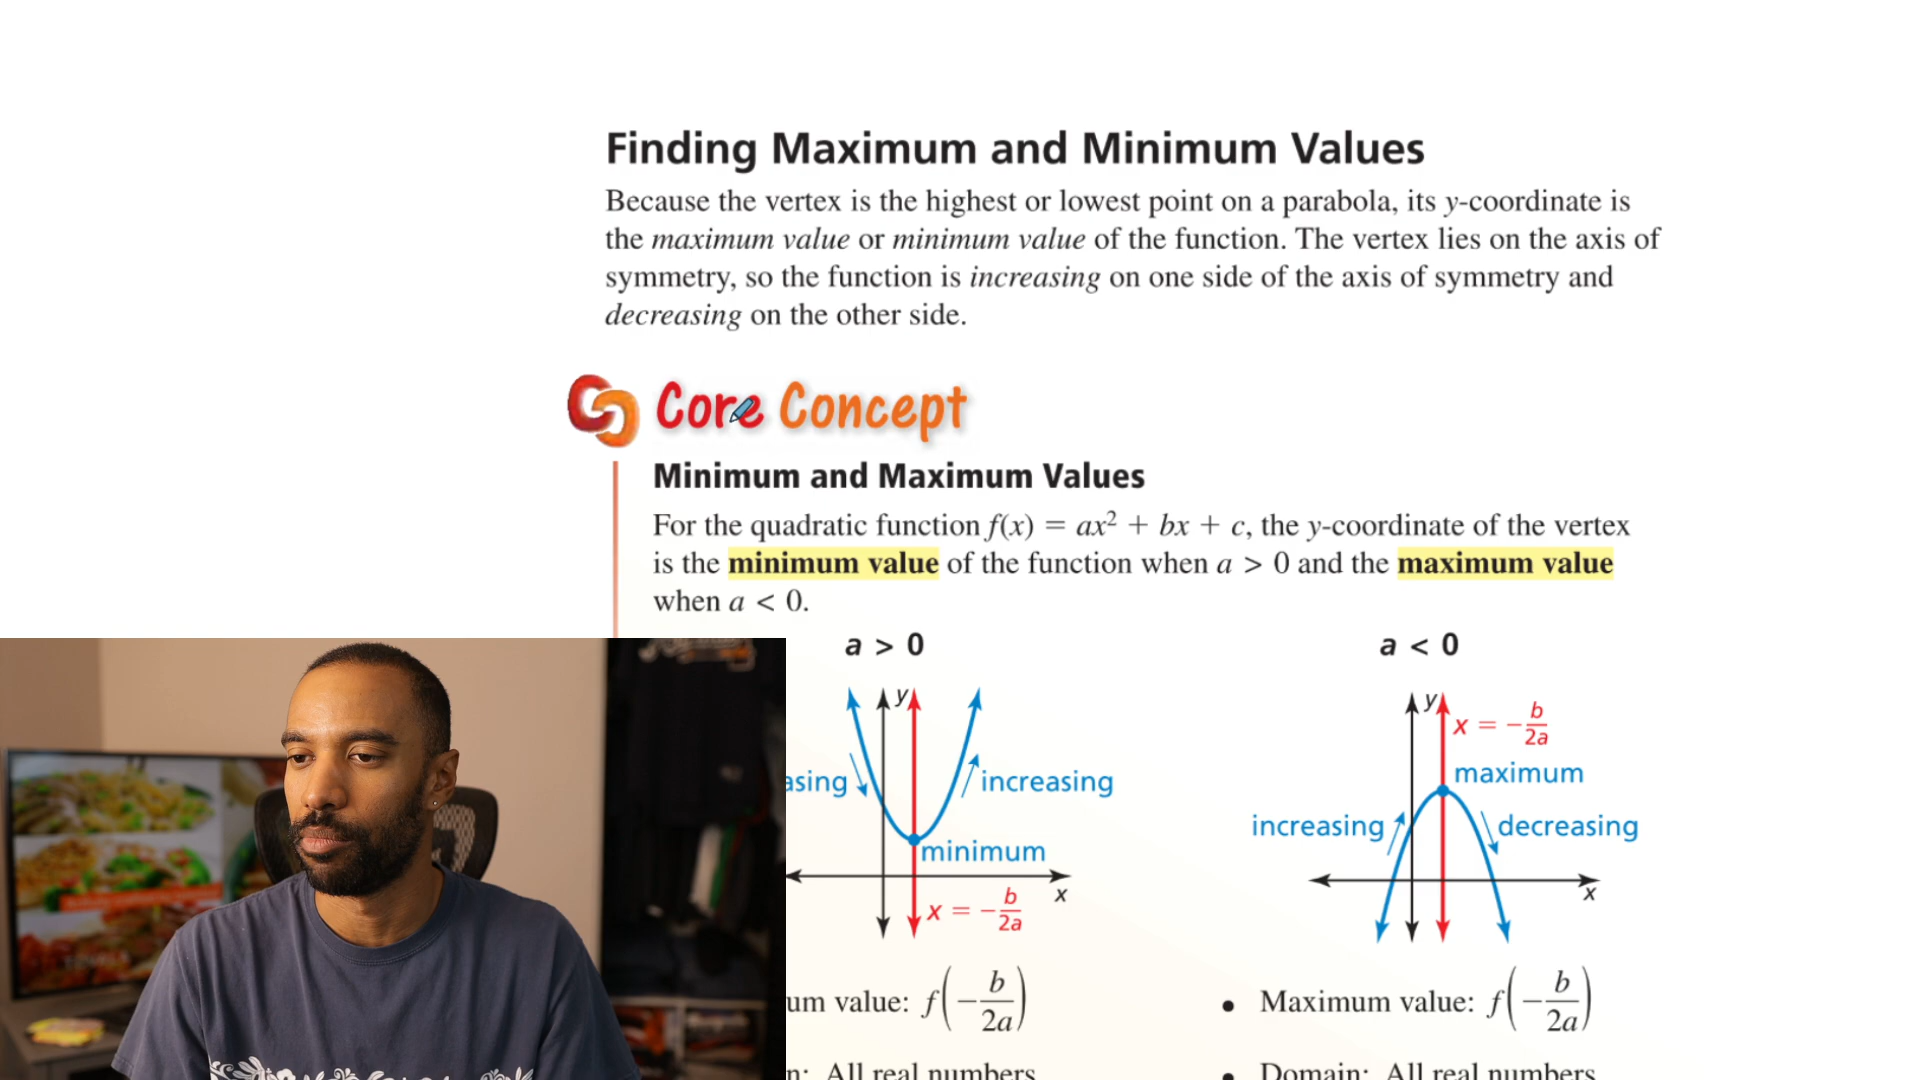 Finding Maximum and Minimum Values
Because the vertex is the highest or lowest point on a parabola, its y-coordinate is
the maximum value or minimum value of the function. The vertex lies on the axis of
symmetry, so the function is increasing on one side of the axis of symmetry and
decreasing on the other side.
Core Concept
Minimum and Maximum Values
For the quadratic function f(x) = ax² + bx + c, the y-coordinate of the vertex
is the minimum value of the function when a > 0 and the maximum value
when a < 0.
a > 0
y
asing
increasing
minimum
x
x = -b/2a
um value: f(-b/2a)
n: All real numbers
a < 0
y
x = -b/2a
maximum
increasing
decreasing
x
• Maximum value: f(-b/2a)
• Domain: All real numbers